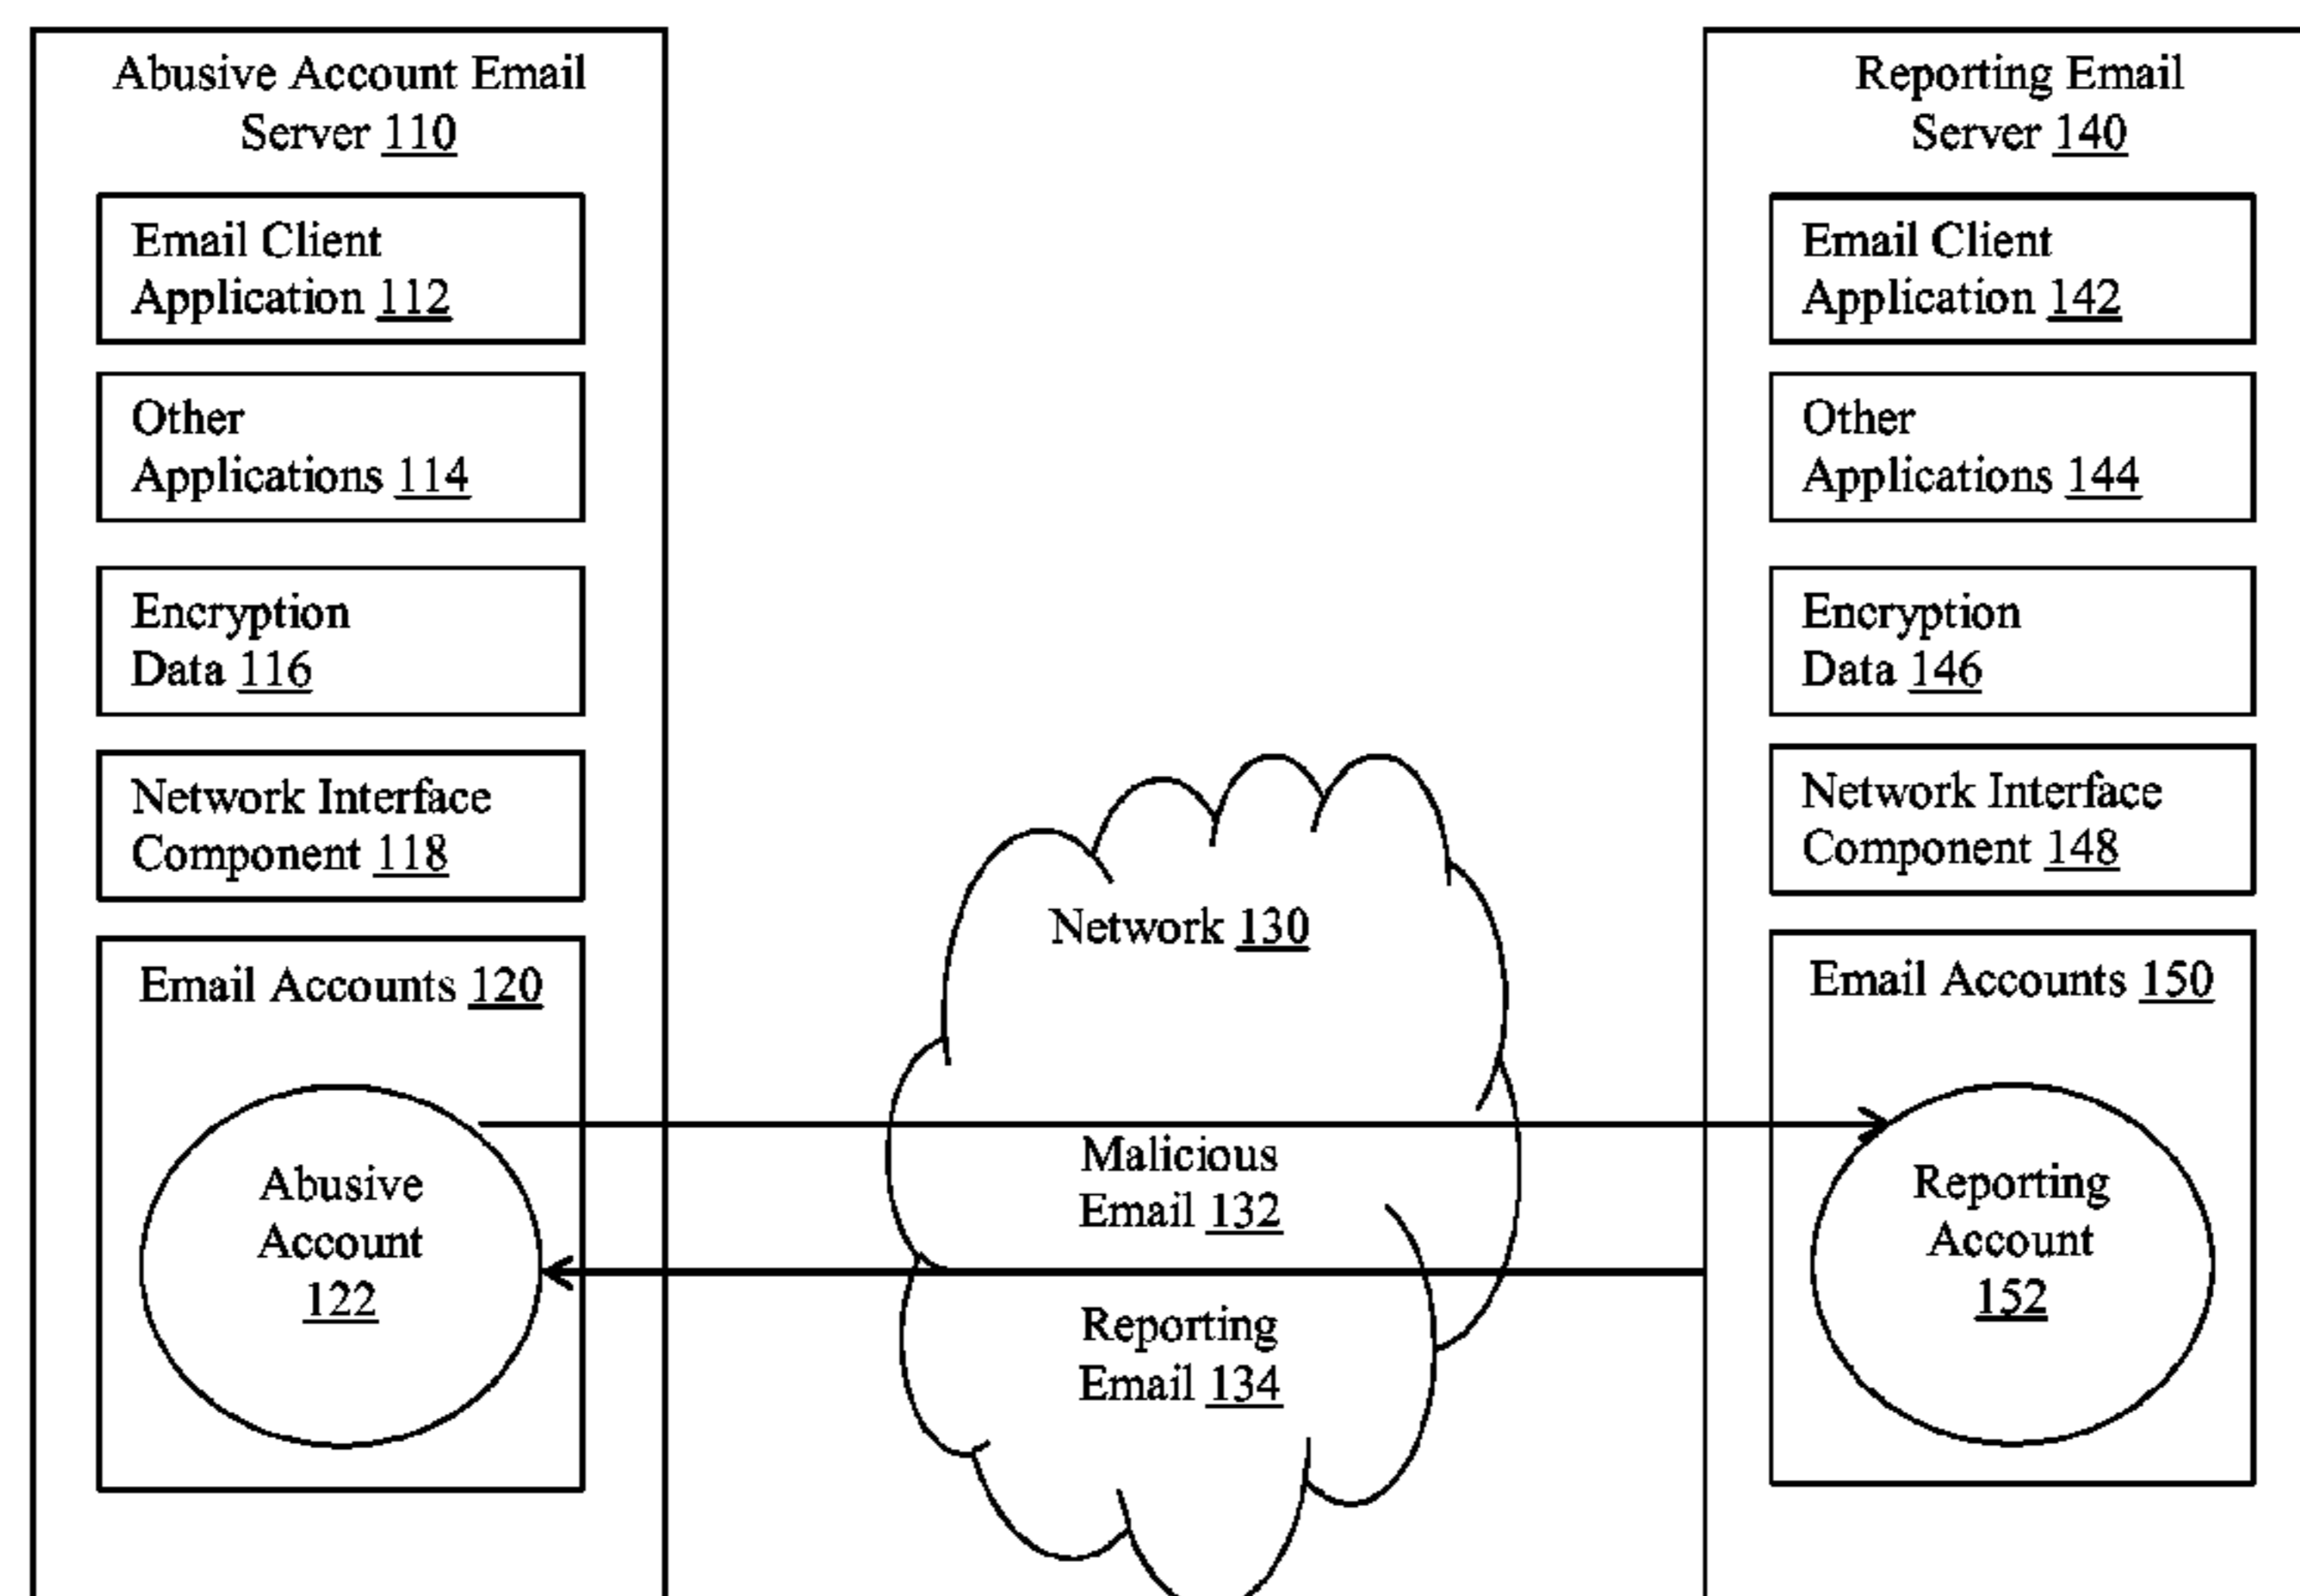 Abusive Account Email
Server 110
Email Client
Application 112
Other
Applications 114
Encryption
Data 116
Network Interface
Component 118
Email Accounts 120
Abusive
Account
122
Network 130
Malicious
Email 132
Reporting
Email 134
Reporting Email
Server 140
Email Client
Application 142
Other
Applications 144
Encryption
Data 146
Network Interface
Component 148
Email Accounts 150
Reporting
Account
152